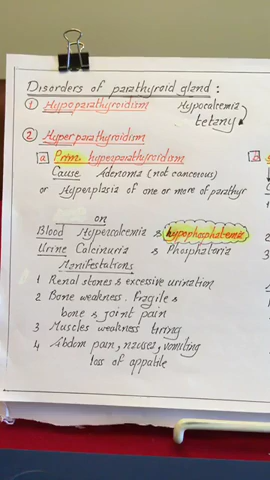 Disorders of parathyroid gland:
① Hypoparathyroidism Hypocalcemia
tetany
② Hyperparathyroidism
a Prim. hyperparathyroidism
Cause Adenoma (not cancerous)
or Hyperplasia of one or more of parathyr
on
Blood Hypercalcemia & hypophosphatemia
Urine Calcinuria & Phosphaturia
Manifestations
1 Renal stones & excessive urination
2 Bone weakness. Fragile &
bone & joint pain
3 Muscles weakness tiring
4 Abdom pain, nausea, vomiting
loss of appatite
b